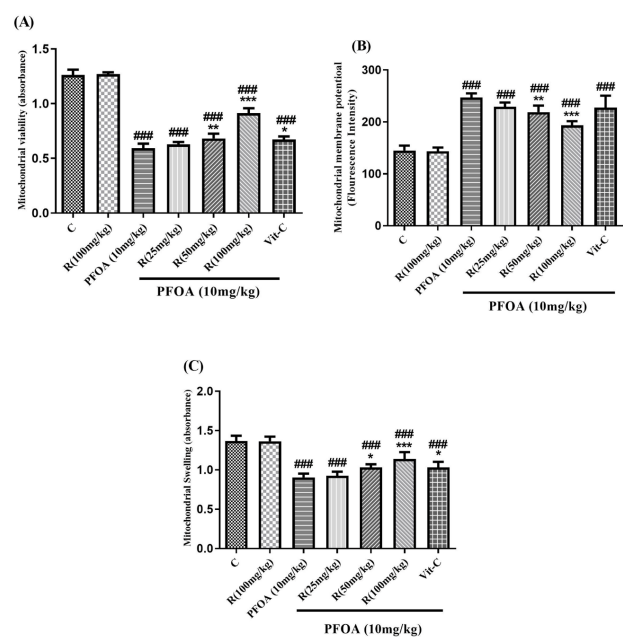 (A)
Mitochondrial viability (absorbance)
1.5
1.0
0.5
0.0
###
###
###
**
###
***
###
*
C
R(100mg/kg)
PFOA (10mg/kg)
R(25mg/kg)
R(50mg/kg)
R(100mg/kg)
Vit-C
PFOA (10mg/kg)
(B)
Mitochondrial membrane potentioal
(Flourescence Intensity)
300
200
100
0
###
###
###
**
###
***
###
C
R(100mg/kg)
PFOA (10mg/kg)
R(25mg/kg)
R(50mg/kg)
R(100mg/kg)
Vit-C
PFOA (10mg/kg)
(C)
Mitochondrial Swelling (absorbance)
2.0
1.5
1.0
0.5
0.0
###
###
###
*
###
***
###
*
C
R(100mg/kg)
PFOA (10mg/kg)
R(25mg/kg)
R(50mg/kg)
R(100mg/kg)
Vit-C
PFOA (10mg/kg)